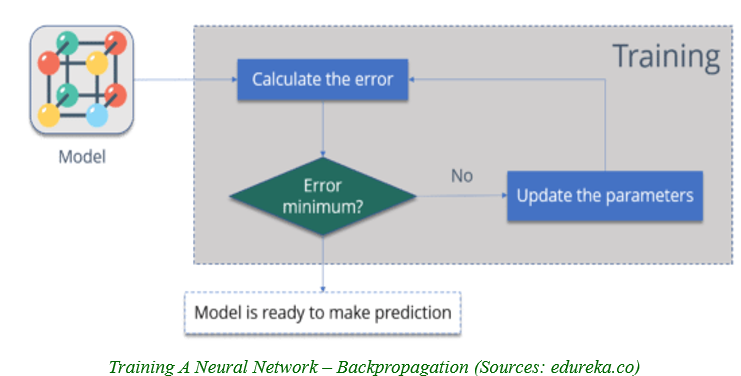 Training
Calculate the error
Model
Error
minimum?
No
Update the parameters
Model is ready to make prediction
Training A Neural Network – Backpropagation (Sources: edureka.co)